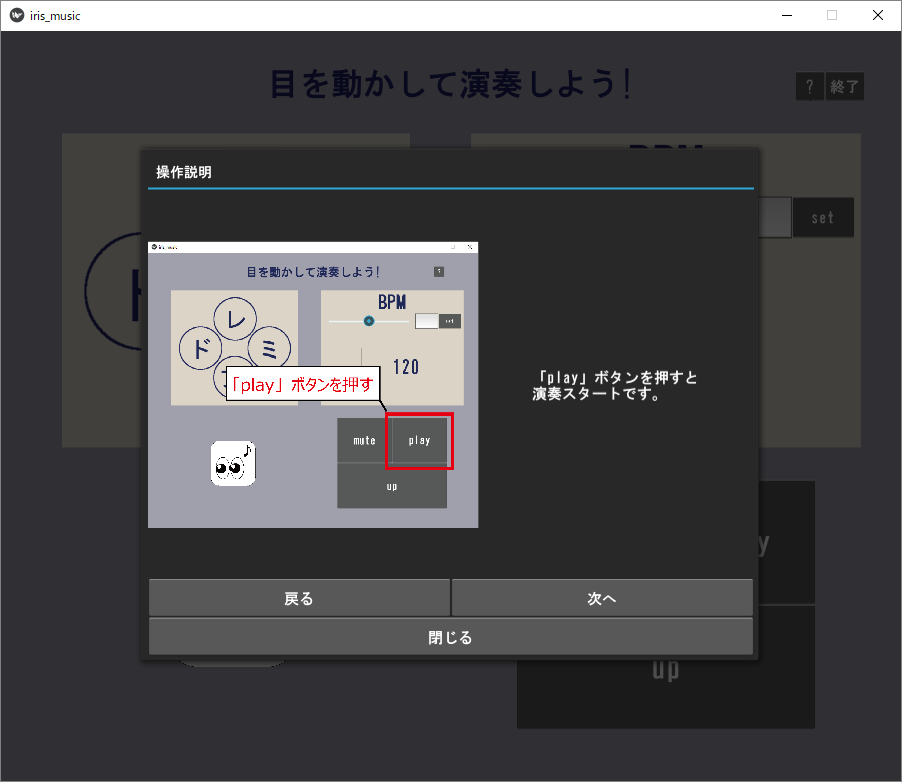 iris_music
目を動かして演奏しよう!
? 終了
BPM
set
操作説明
iris_music
目を動かして演奏しよう!
?
BPM
レ
set
ド
ミ
120
「play」ボタンを押す
mute
play
up
「play」ボタンを押すと
演奏スタートです。
戻る
次へ
閉じる
up